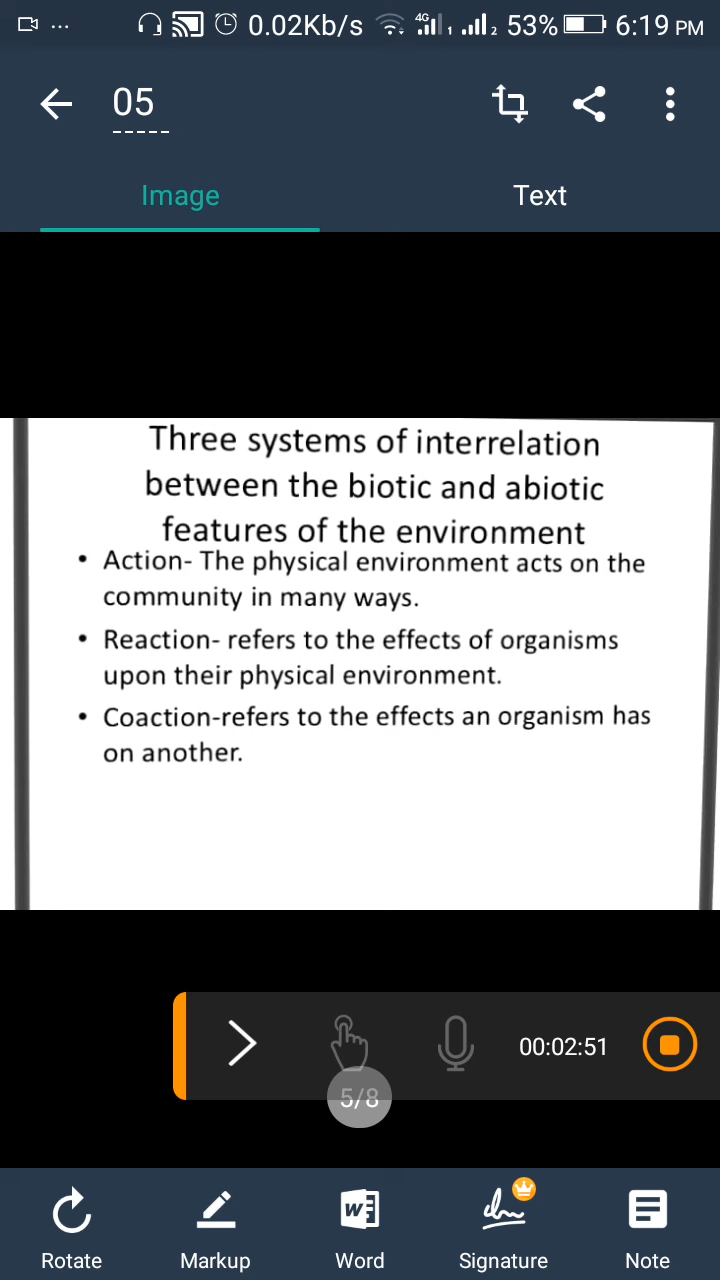 0.02Kb/s 4G 1 2 53% 6:19 PM
05
Image Text
Three systems of interrelation
between the biotic and abiotic
features of the environment
• Action- The physical environment acts on the
community in many ways.
• Reaction- refers to the effects of organisms
upon their physical environment.
• Coaction-refers to the effects an organism has
on another.
00:02:51
5/8
Rotate Markup Word Signature Note